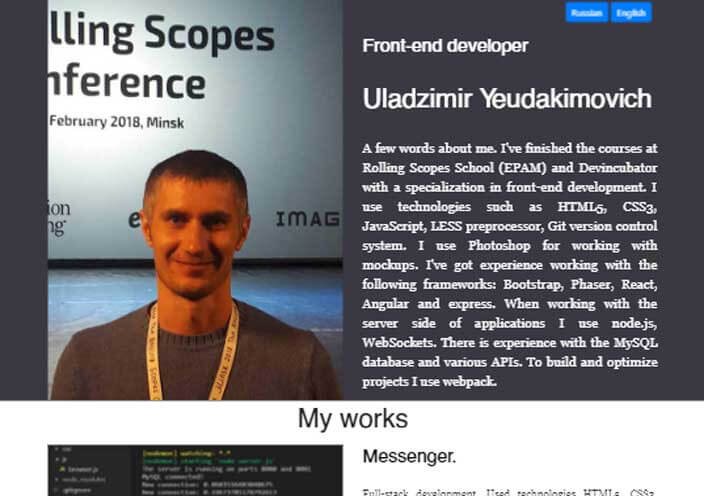 lling Scopes
nference
February 2018, Minsk
ion
ng
e
IMAG
Russian
English
Front-end developer
Uladzimir Yeudakimovich
A few words about me. I've finished the courses at
Rolling Scopes School (EPAM) and Devincubator
with a specialization in front-end development. I
use technologies such as HTML5, CSS3,
JavaScript, LESS preprocessor, Git version control
system. I use Photoshop for working with
mockups. I've got experience working with the
following frameworks: Bootstrap, Phaser, React,
Angular and express. When working with the
server side of applications I use node.js,
WebSockets. There is experience with the MySQL
database and various APIs. To build and optimize
projects I use webpack.
My works
[nodemon] watching: *.*
[nodemon] starting `node server.js`
The server is running on ports 8080 and 8081
MySQL connected!
New connection:
New connection:
Messenger.
Full-stack development. Used technologies HTML5, CSS3,